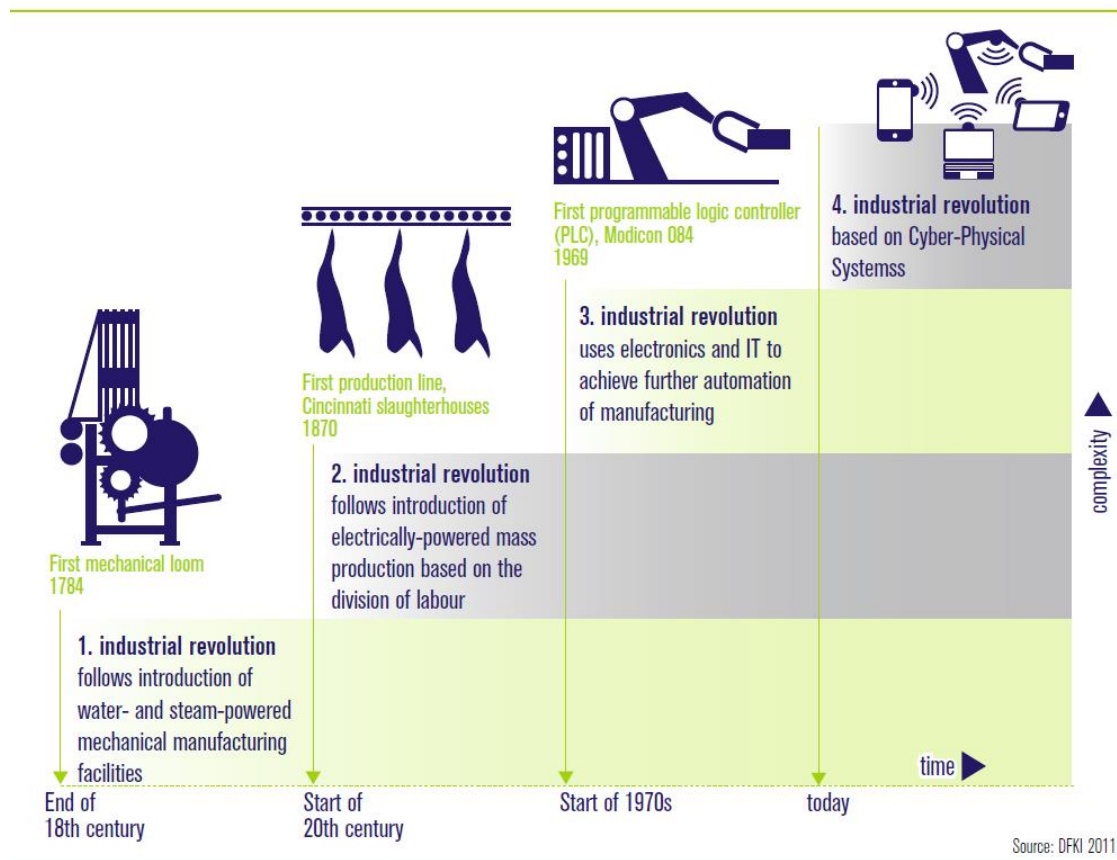 First mechanical loom
1784
1. industrial revolution
follows introduction of
water- and steam-powered
mechanical manufacturing
facilities
End of
18th century
First production line,
Cincinnati slaughterhouses
1870
2. industrial revolution
follows introduction of
electrically-powered mass
production based on the
division of labour
Start of
20th century
First programmable logic controller
(PLC), Modicon 084
1969
3. industrial revolution
uses electronics and IT to
achieve further automation
of manufacturing
Start of 1970s
4. industrial revolution
based on Cyber-Physical
Systemss
today
time
complexity
Source: DFKI 2011